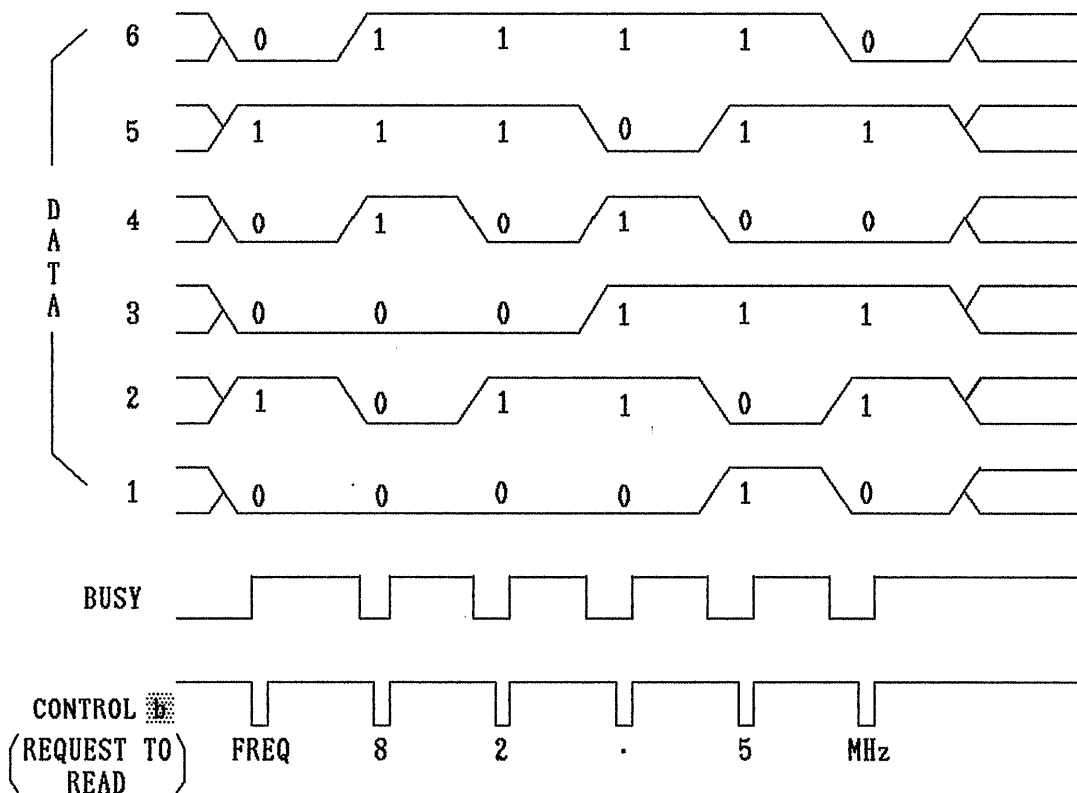 6 0 1 1 1 1 0
5 1 1 1 0 1 1
DATA
4 0 1 0 1 0 0
3 0 0 0 1 1 1
2 1 0 1 1 0 1
1 0 0 0 0 1 0
BUSY
CONTROL b
(REQUEST TO READ)
FREQ 8 2 . 5 MHz